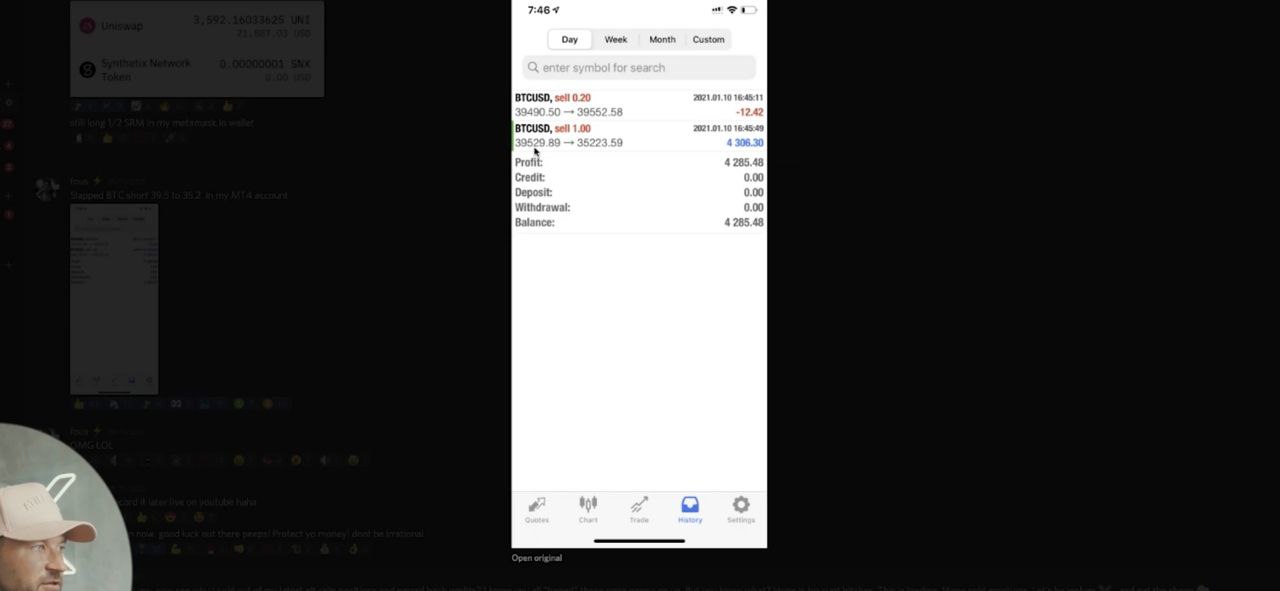 Uniswap
3,592.16033625 UNI
21,887.03 USD
Synthetix Network Token
0.00000001 SNX
0.00 USD
still long 1/2 SRM in my metamask.io wallet
Slapped BTC short 39.5 to 35.2 in my MT4 account
OMG LOL
it later live on youtube haha
now, good luck out there peeps! Protect yo money! dont be irrational
7:46
Day Week Month Custom
enter symbol for search
BTCUSD, sell 0.20 2021.01.10 16:45:11
39490.50 → 39552.58 -12.42
BTCUSD, sell 1.00 2021.01.10 16:45:49
39529.89 → 35223.59 4 306.30
Profit: 4 285.48
Credit: 0.00
Deposit: 0.00
Withdrawal: 0.00
Balance: 4 285.48
Quotes Chart Trade History Settings
Open original